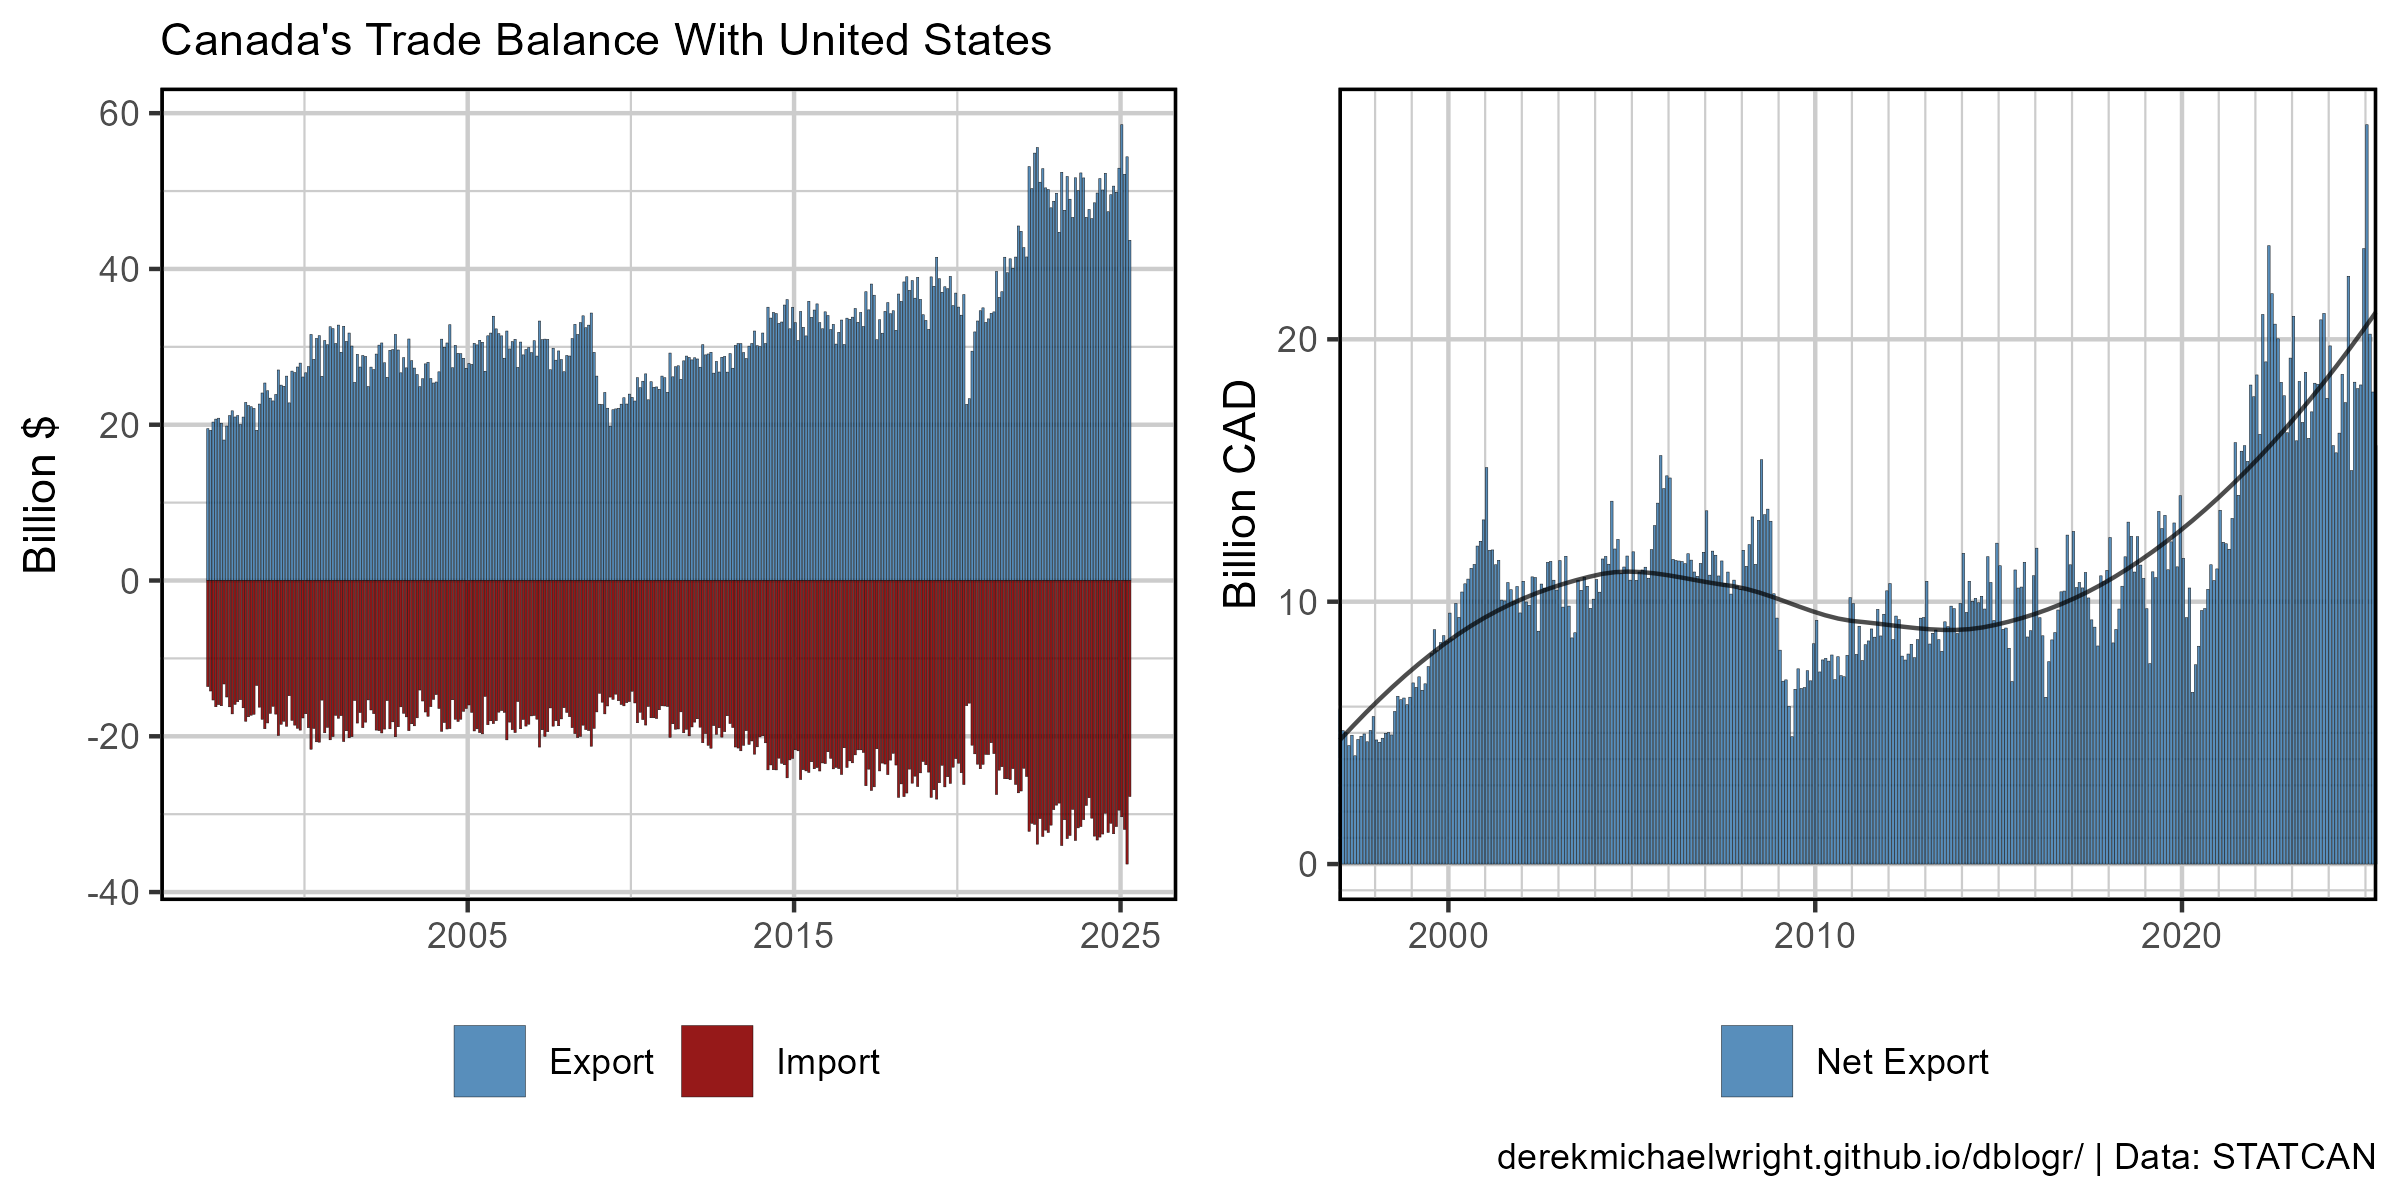 Canada's Trade Balance With United States
Billion $
60
40
20
0
-20
-40
2005
2015
2025
Export
Import
Billion CAD
20
10
0
2000
2010
2020
Net Export
derekmichaelwright.github.io/dblogr/ | Data: STATCAN